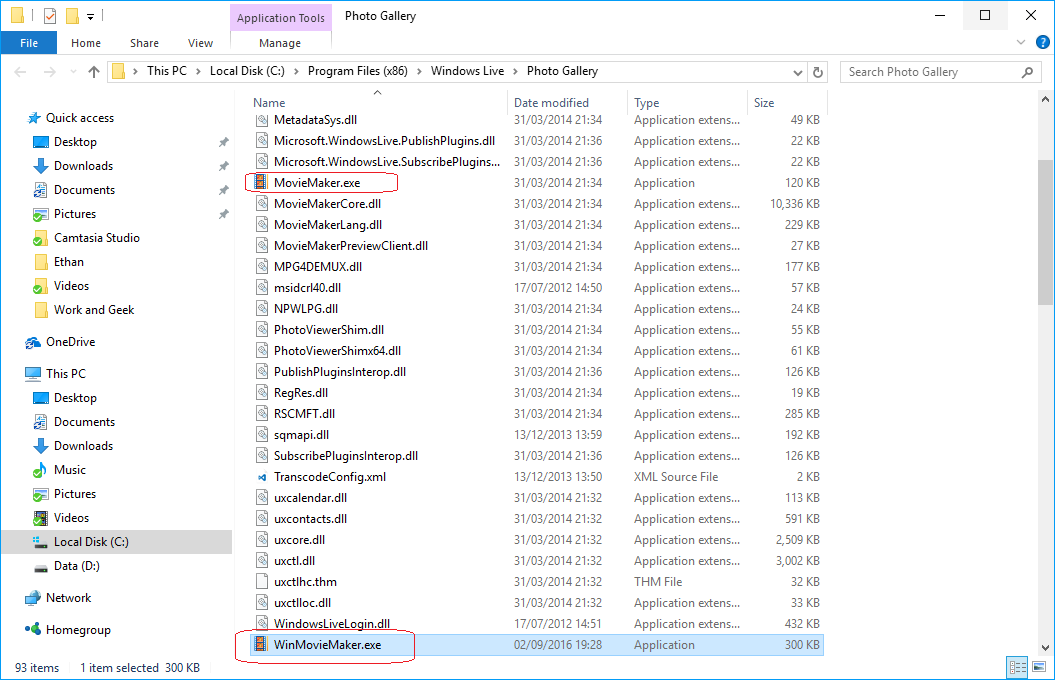 Application Tools Photo Gallery
File Home Share View Manage
This PC Local Disk (C:) Program Files (x86) Windows Live Photo Gallery Search Photo Gallery
Quick access
Desktop
Downloads
Documents
Pictures
Camtasia Studio
Ethan
Videos
Work and Geek
OneDrive
This PC
Desktop
Documents
Downloads
Music
Pictures
Videos
Local Disk (C:)
Data (D:)
Network
Homegroup
Name Date modified Type Size
MetadataSys.dll 31/03/2014 21:34 Application extens... 49 KB
Microsoft.WindowsLive.PublishPlugins.dll 31/03/2014 21:36 Application extens... 22 KB
Microsoft.WindowsLive.SubscribePlugins... 31/03/2014 21:36 Application extens... 22 KB
MovieMaker.exe 31/03/2014 21:34 Application 120 KB
MovieMakerCore.dll 31/03/2014 21:34 Application extens... 10,336 KB
MovieMakerLang.dll 31/03/2014 21:34 Application extens... 229 KB
MovieMakerPreviewClient.dll 31/03/2014 21:34 Application extens... 27 KB
MPG4DEMUX.dll 31/03/2014 21:34 Application extens... 177 KB
msidcrl40.dll 17/07/2012 14:50 Application extens... 57 KB
NPWLPG.dll 31/03/2014 21:34 Application extens... 24 KB
PhotoViewerShim.dll 31/03/2014 21:34 Application extens... 55 KB
PhotoViewerShimx64.dll 31/03/2014 21:34 Application extens... 61 KB
PublishPluginsInterop.dll 31/03/2014 21:34 Application extens... 126 KB
RegRes.dll 31/03/2014 21:34 Application extens... 19 KB
RSCMFT.dll 31/03/2014 21:34 Application extens... 285 KB
sqmapi.dll 13/12/2013 13:59 Application extens... 192 KB
SubscribePluginsInterop.dll 31/03/2014 21:34 Application extens... 126 KB
TranscodeConfig.xml 13/12/2013 13:50 XML Source File 2 KB
uxcalendar.dll 31/03/2014 21:32 Application extens... 113 KB
uxcontacts.dll 31/03/2014 21:32 Application extens... 591 KB
uxcore.dll 31/03/2014 21:32 Application extens... 2,509 KB
uxctl.dll 31/03/2014 21:32 Application extens... 3,002 KB
uxctlhc.thm 31/03/2014 21:32 THM File 32 KB
uxctlloc.dll 31/03/2014 21:32 Application extens... 33 KB
WindowsLiveLogin.dll 17/07/2012 14:51 Application extens... 432 KB
WinMovieMaker.exe 02/09/2016 19:28 Application 300 KB
93 items 1 item selected 300 KB